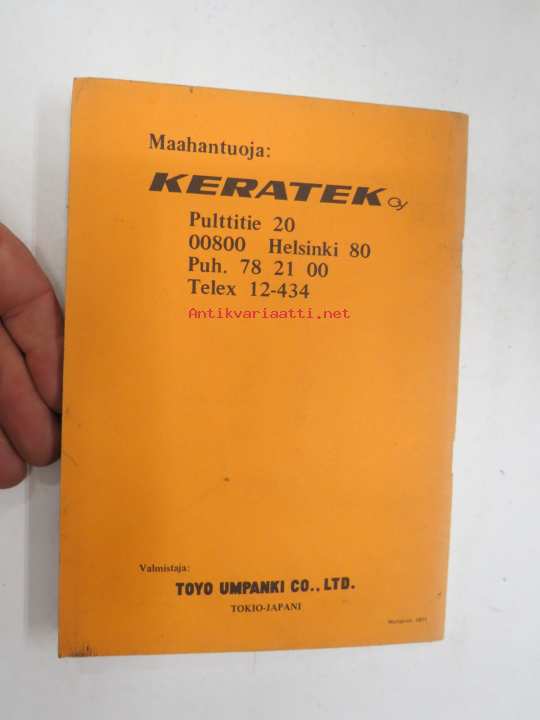 Maahantuoja:
KERATEK Oy
Pulttitie 20
00800 Helsinki 80
Puh. 78 21 00
Telex 12-434
Antikvariaatti.net
Valmistaja:
TOYO UMPANKI CO., LTD.
TOKIO-JAPANI